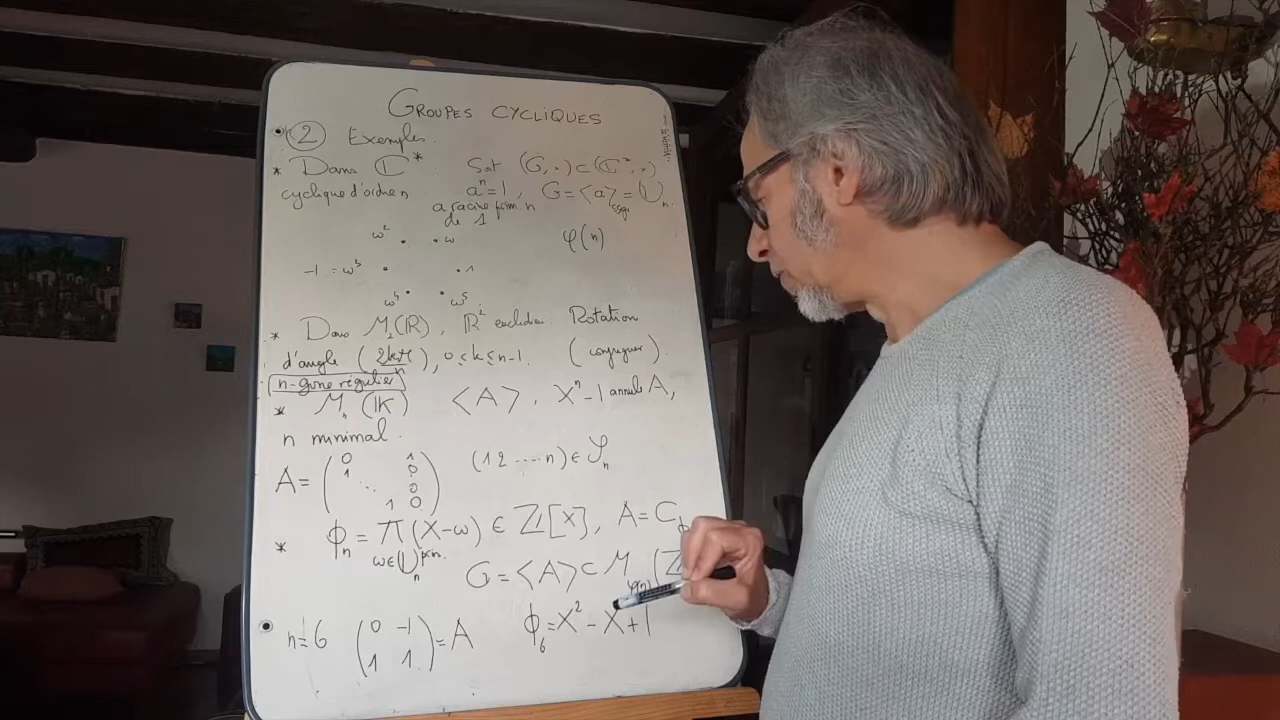 GROUPES CYCLIQUES
② Exemples.
* Dans ℂ* Soit (G, ×) ⊂ (ℂ*, ×)
cyclique d'ordre n aⁿ = 1, G = <a> = 𝕌ₙ.
a racine prim. n
de 1
ω² ω φ(n)
-1 = ω³ 1
ω⁴ ω⁵
* Dans M₂(ℝ), ℝ² euclidien. Rotation
d'angle (2kπ/n), 0 ≤ k ≤ n-1. (conjuguer).
n-gone régulier
* Mₙ(𝕂) <A>, Xⁿ - 1 annule A,
n minimal.
A = (0 1 / 1 0 / ⋱ 0 / 1 0) (1 2 ..... n) ∈ 𝒮ₙ
* ϕₙ = π (X-ω) ∈ ℤ[X], A = C
ω ∈ 𝕌ₙ prim.
G = <A> ⊂ M φ(n) (ℤ
n = 6 (0 -1 / 1 1) = A ϕ₆ = X² - X + 1